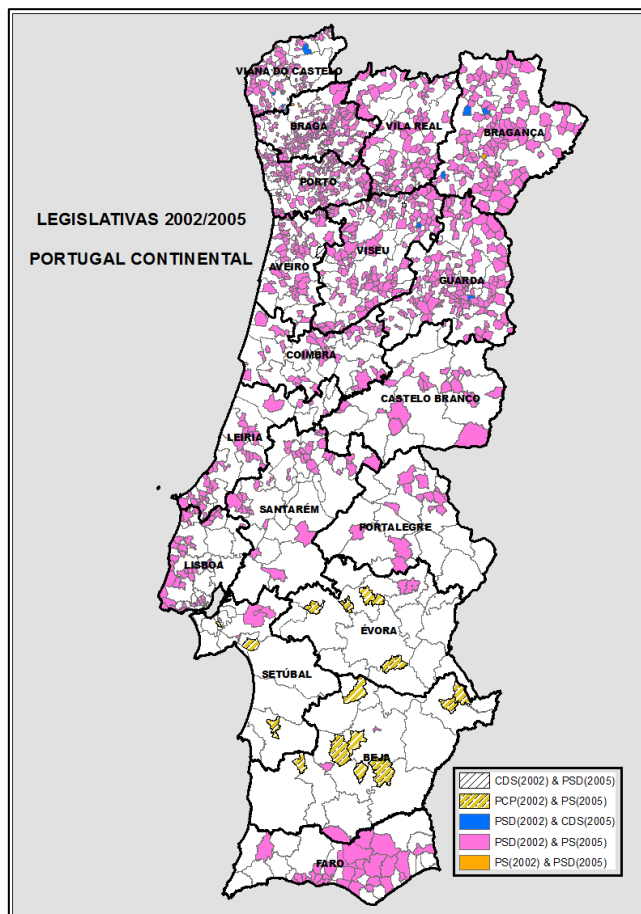 VIANA DO CASTELO
BRAGA
VILA REAL
BRAGANÇA
PORTO
LEGISLATIVAS 2002/2005
PORTUGAL CONTINENTAL
AVEIRO
VISEU
GUARDA
COIMBRA
CASTELO BRANCO
LEIRIA
SANTARÉM
PORTALEGRE
LISBOA
ÉVORA
SETÚBAL
BEJA
FARO
CDS(2002) & PSD(2005)
PCP(2002) & PS(2005)
PSD(2002) & CDS(2005)
PSD(2002) & PS(2005)
PS(2002) & PSD(2005)